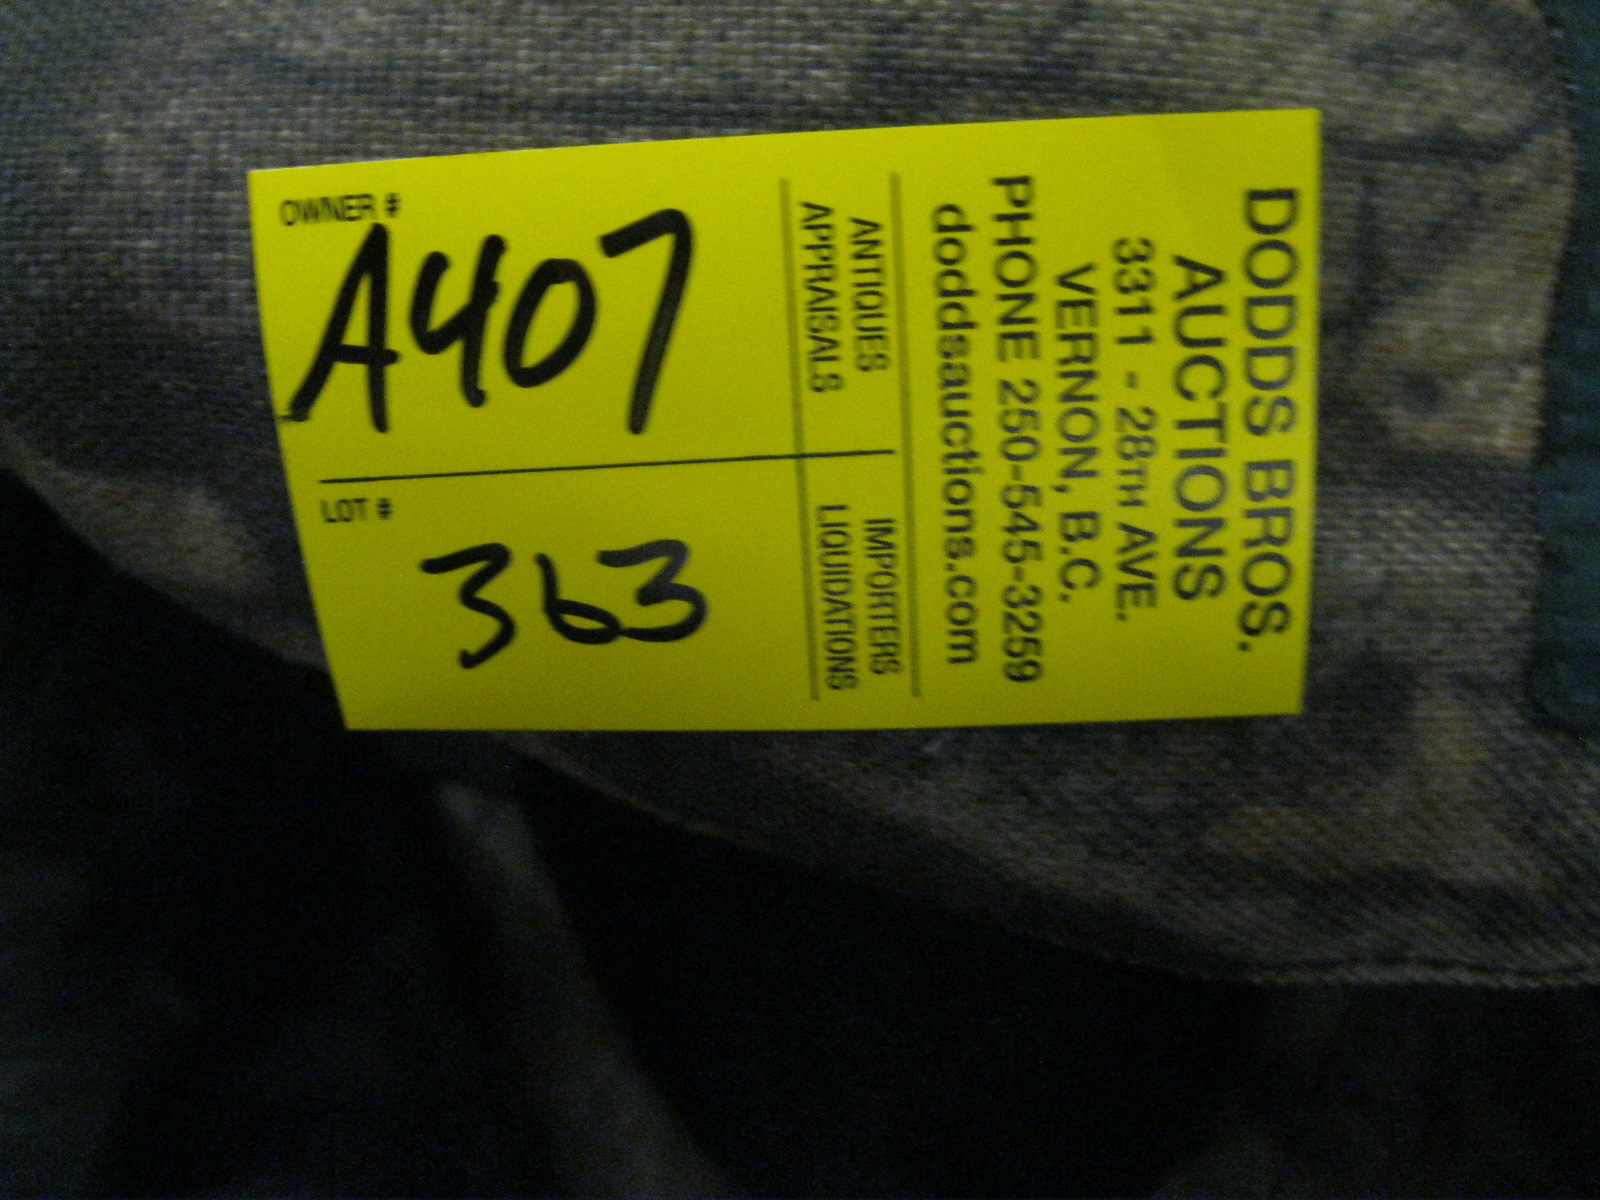 DODDS BROS.
AUCTIONS
3311 - 28TH AVE.
VERNON, B.C.
PHONE 250-545-3259
doddsauctions.com
ANTIQUES
APPRAISALS
IMPORTERS
LIQUIDATIONS
OWNER #
A407
LOT #
363